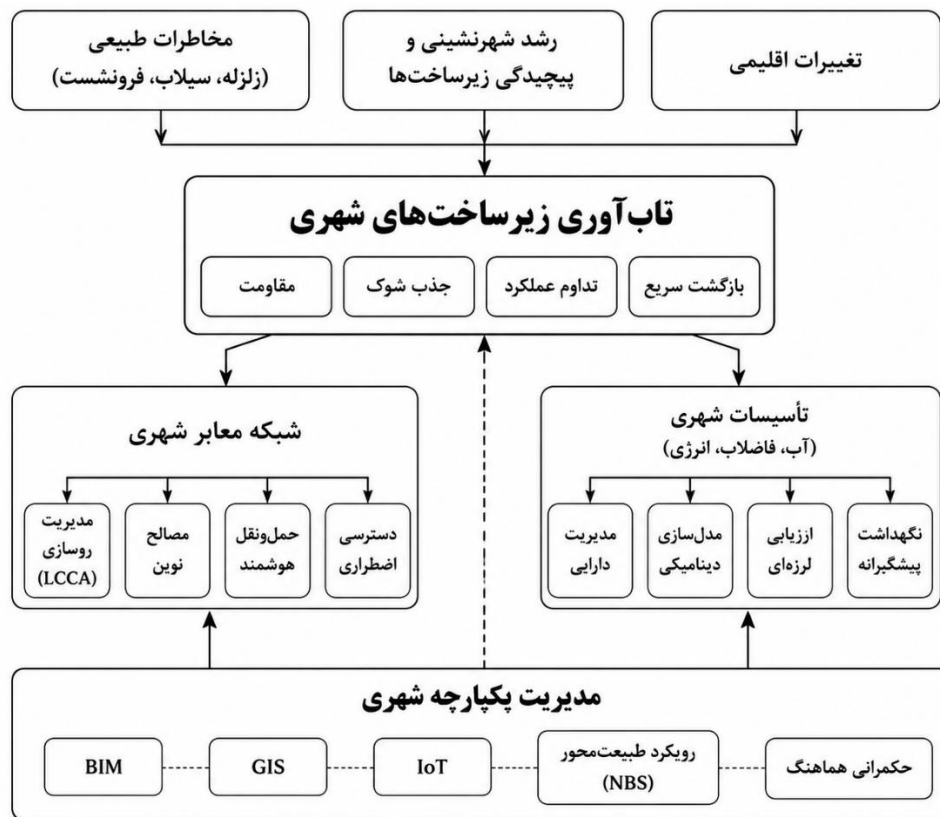 تغییرات اقلیمی
رشد شهرنشینی و
پیچیدگی زیرساخت‌ها
مخاطرات طبیعی
(زلزله، سیلاب، فرونشست)
تاب‌آوری زیرساخت‌های شهری
بازگشت سریع
تداوم عملکرد
جذب شوک
مقاومت
تأسیسات شهری
(آب، فاضلاب، انرژی)
نگهداشت
پیشگیرانه
ارزیابی
لرزه‌ای
مدل‌سازی
دینامیکی
مدیریت
دارایی
شبکه معابر شهری
دسترسی
اضطراری
حمل‌ونقل
هوشمند
مصالح
نوین
مدیریت
روسازی
(LCCA)
مدیریت یکپارچه شهری
حکمرانی هماهنگ
رویکرد طبیعت‌محور
(NBS)
IoT
GIS
BIM